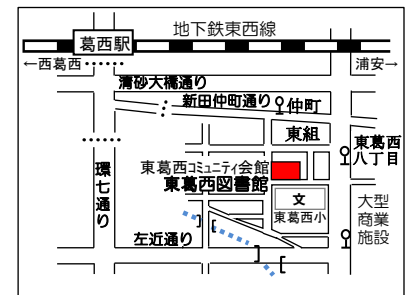 地下鉄東西線
葛西駅
←西葛西
浦安→
清砂大橋通り
新田仲町通り
仲町
東組
東葛西
八丁目
環七通り
東葛西コミュニティ会館
東葛西図書館
文
東葛西小
大型
商業
施設
左近通り